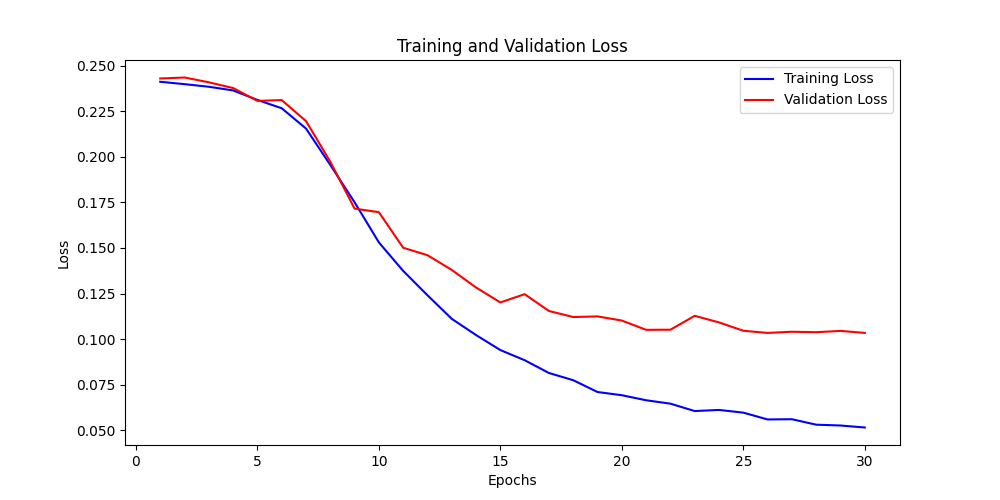 Training and Validation Loss
Training Loss
Validation Loss
Loss
0.250
0.225
0.200
0.175
0.150
0.125
0.100
0.075
0.050
0 5 10 15 20 25 30
Epochs